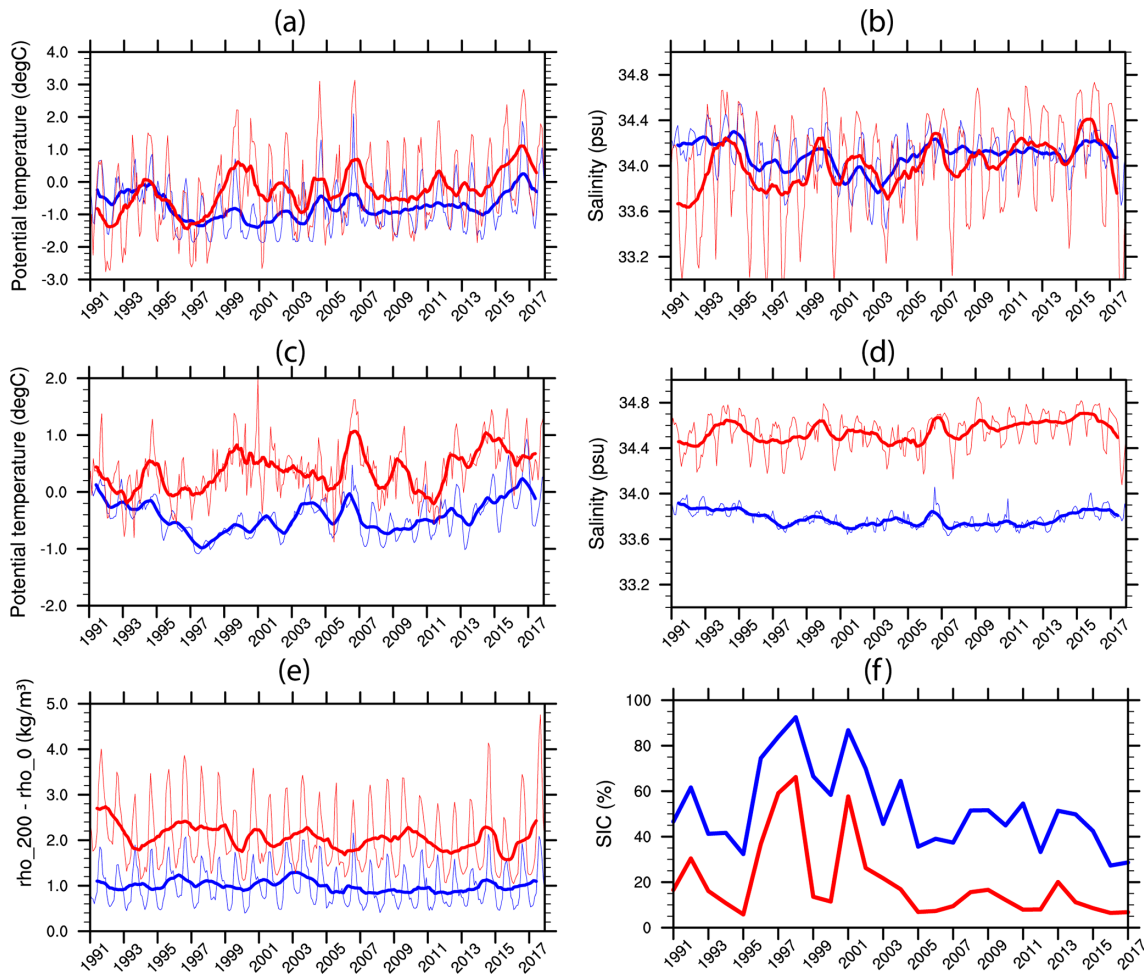 (a)
Potential temperature (degC)
4.0
3.0
2.0
1.0
0.0
-1.0
-2.0
-3.0
1991 1993 1995 1997 1999 2001 2003 2005 2007 2009 2011 2013 2015 2017
(b)
Salinity (psu)
34.8
34.4
34.0
33.6
33.2
1991 1993 1995 1997 1999 2001 2003 2005 2007 2009 2011 2013 2015 2017
(c)
Potential temperature (degC)
2.0
1.0
0.0
-1.0
-2.0
1991 1993 1995 1997 1999 2001 2003 2005 2007 2009 2011 2013 2015 2017
(d)
Salinity (psu)
34.8
34.4
34.0
33.6
33.2
1991 1993 1995 1997 1999 2001 2003 2005 2007 2009 2011 2013 2015 2017
(e)
rho_200 - rho_0 (kg/m³)
5.0
4.0
3.0
2.0
1.0
0.0
1991 1993 1995 1997 1999 2001 2003 2005 2007 2009 2011 2013 2015 2017
(f)
SIC (%)
100
80
60
40
20
0
1991 1993 1995 1997 1999 2001 2003 2005 2007 2009 2011 2013 2015 2017